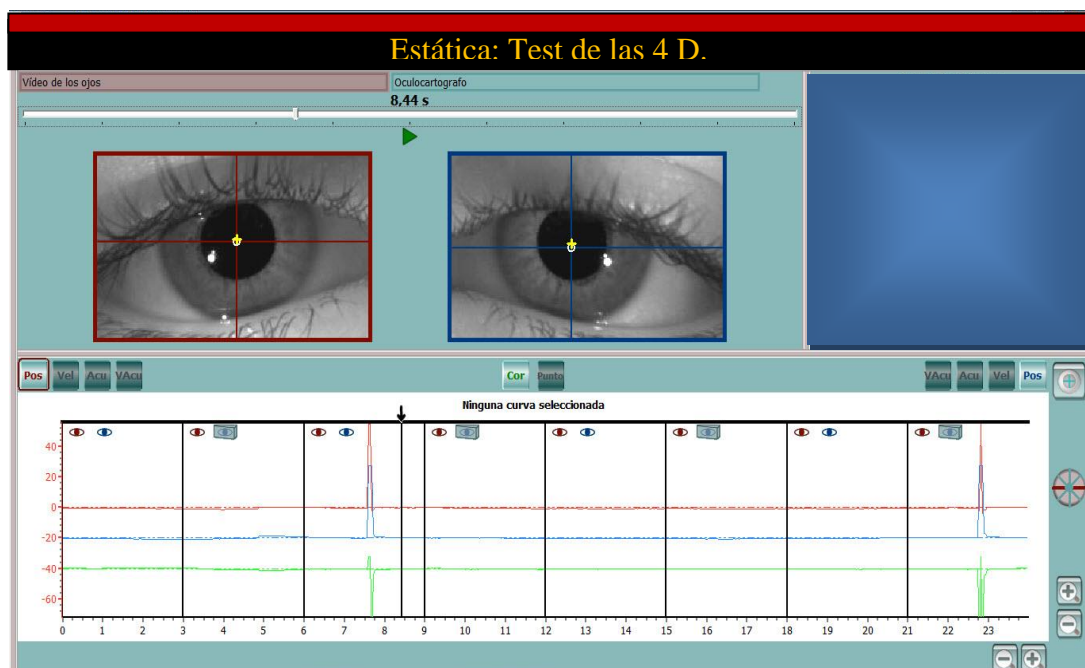 Estática: Test de las 4 D.
Vídeo de los ojos
Oculocartografo
8,44 s
Pos Vel Acu VAcu Cor Punto VAcu Acu Vel Pos
Ninguna curva seleccionada
40
20
0
-20
-40
-60
0 1 2 3 4 5 6 7 8 9 10 11 12 13 14 15 16 17 18 19 20 21 22 23